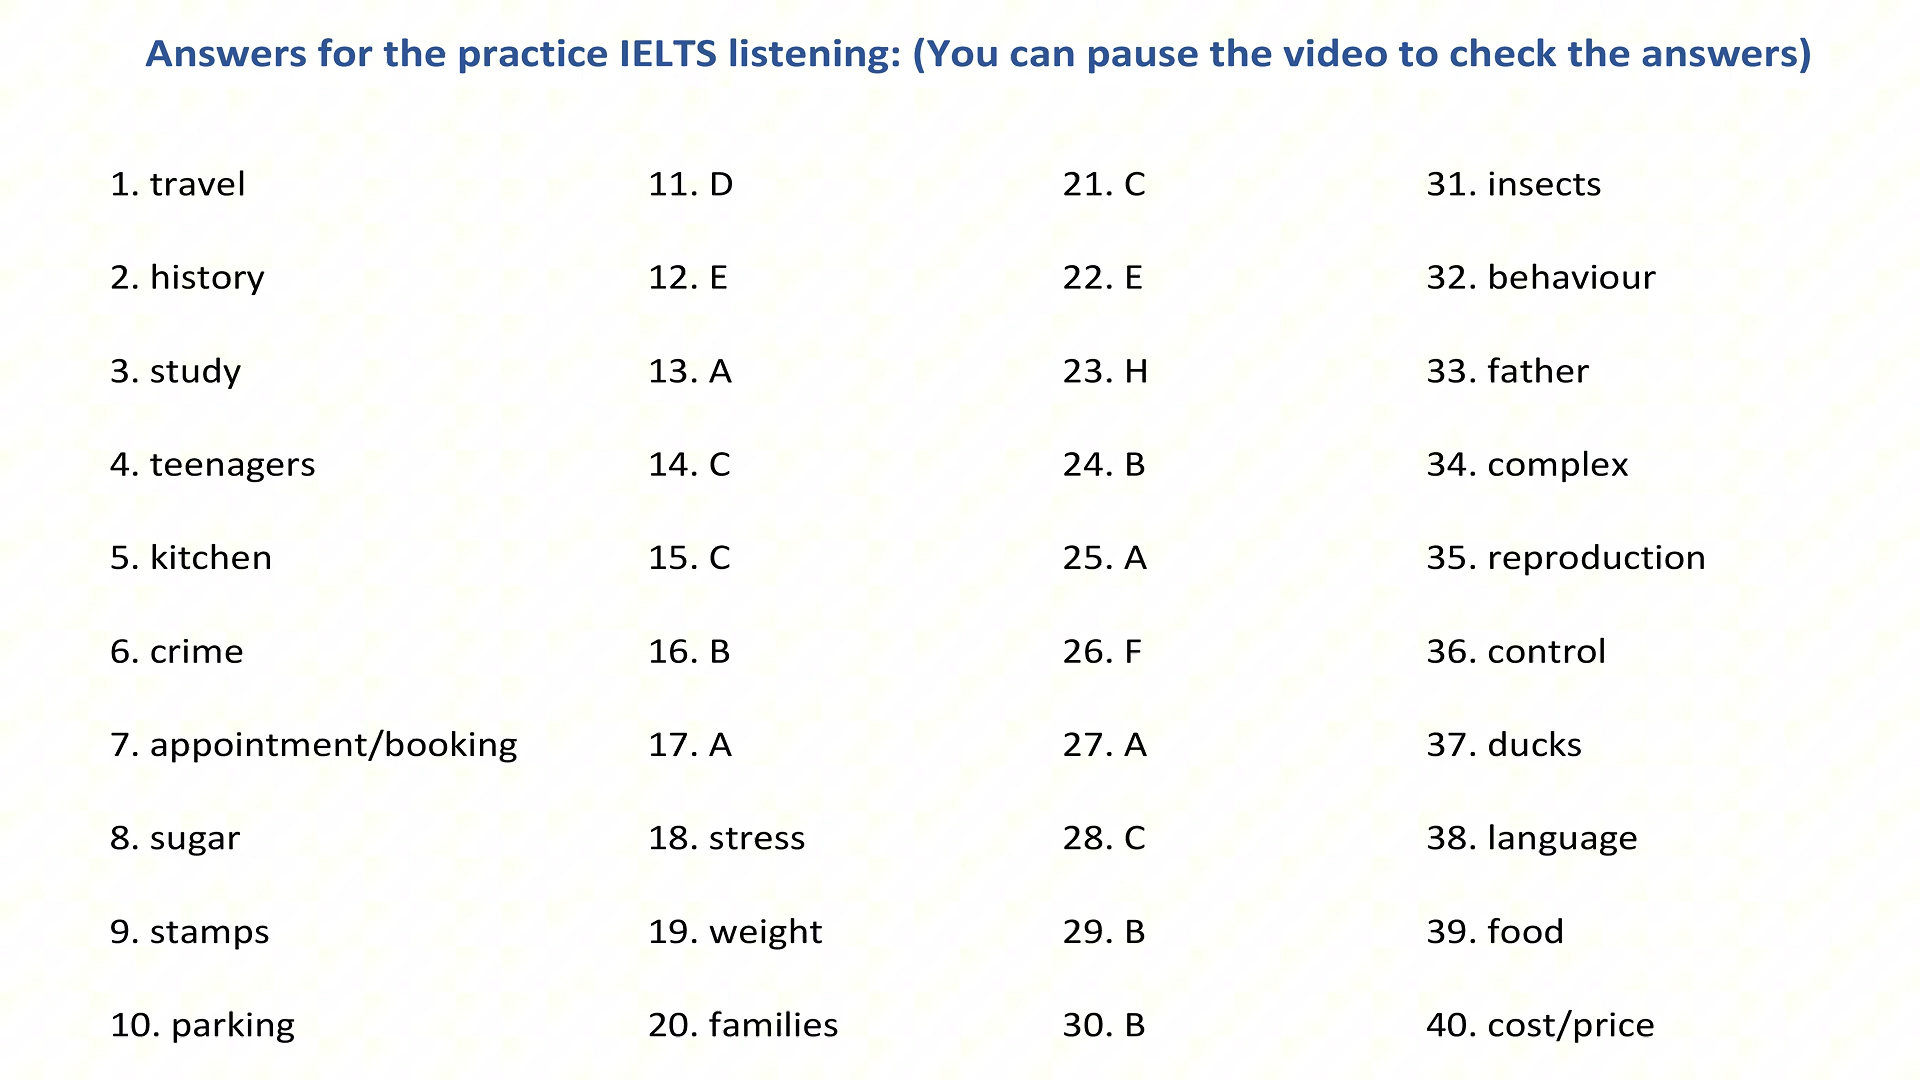 Answers for the practice IELTS listening: (You can pause the video to check the answers)
1. travel
2. history
3. study
4. teenagers
5. kitchen
6. crime
7. appointment/booking
8. sugar
9. stamps
10. parking
11. D
12. E
13. A
14. C
15. C
16. B
17. A
18. stress
19. weight
20. families
21. C
22. E
23. H
24. B
25. A
26. F
27. A
28. C
29. B
30. B
31. insects
32. behaviour
33. father
34. complex
35. reproduction
36. control
37. ducks
38. language
39. food
40. cost/price